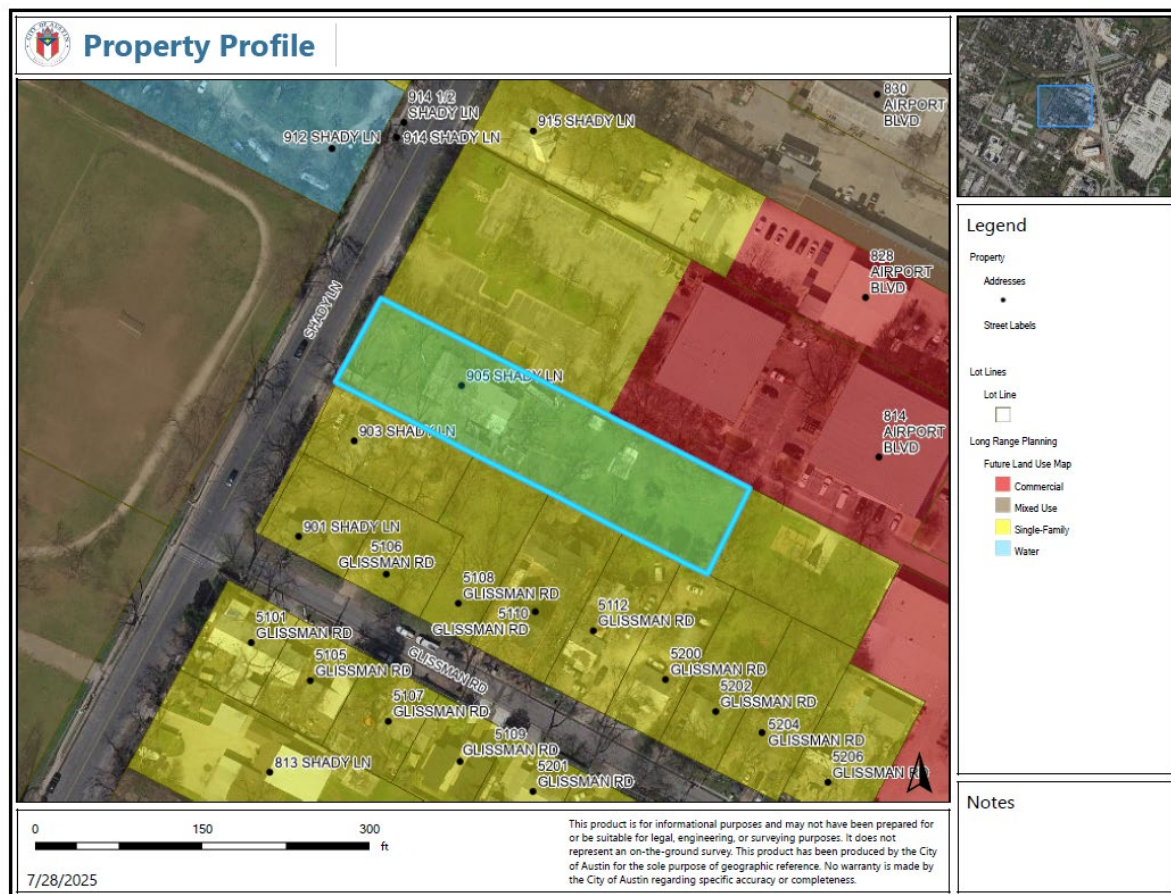 CITY OF AUSTIN
Property Profile
914 1/2
SHADY LN
912 SHADY LN
914 SHADY LN
915 SHADY LN
830
AIRPORT
BLVD
828
AIRPORT
BLVD
SHADY LN
905 SHADY LN
903 SHADY LN
814
AIRPORT
BLVD
901 SHADY LN
5106
GLISSMAN RD
5108
GLISSMAN RD
5110
GLISSMAN RD
5112
GLISSMAN RD
5101
GLISSMAN RD
GLISSMAN RD
5200
GLISSMAN RD
5105
GLISSMAN RD
5202
GLISSMAN RD
5107
GLISSMAN RD
5204
GLISSMAN RD
5109
GLISSMAN RD
813 SHADY LN
5201
GLISSMAN RD
5206
GLISSMAN RD
Legend
Property
Addresses
Street Labels
Lot Lines
Lot Line
Long Range Planning
Future Land Use Map
Commercial
Mixed Use
Single-Family
Water
Notes
0 150 300
ft
7/28/2025
This product is for informational purposes and may not have been prepared for
or be suitable for legal, engineering, or surveying purposes. It does not
represent an on-the-ground survey. This product has been produced by the City
of Austin for the sole purpose of geographic reference. No warranty is made by
the City of Austin regarding specific accuracy or completeness.